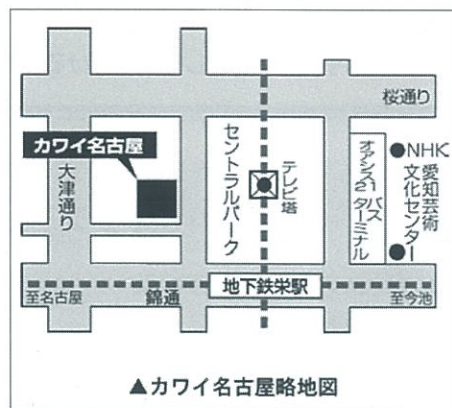 桜通り
カワイ名古屋
大津通り
セントラルパーク
テレビ塔
オアシス21 バスターミナル
NHK
愛知芸術
文化センター
至名古屋
錦通
地下鉄栄駅
至今池
▲カワイ名古屋略地図